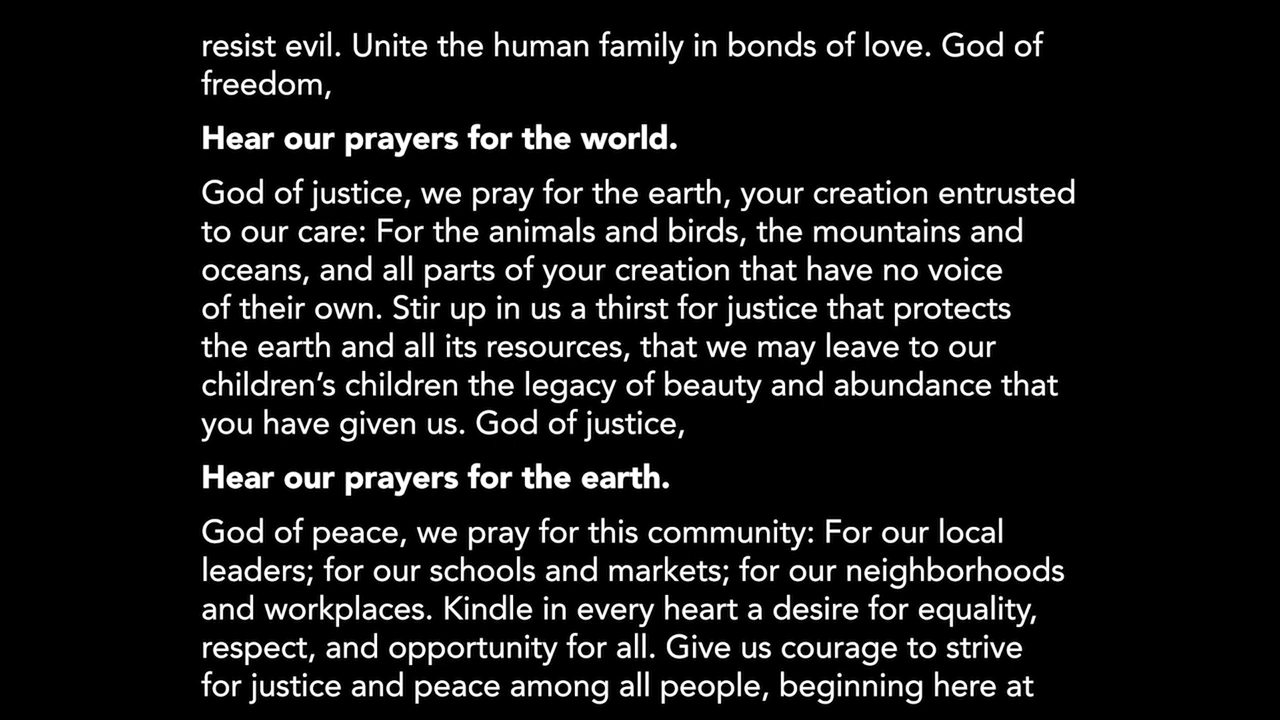 resist evil. Unite the human family in bonds of love. God of
freedom,
Hear our prayers for the world.
God of justice, we pray for the earth, your creation entrusted
to our care: For the animals and birds, the mountains and
oceans, and all parts of your creation that have no voice
of their own. Stir up in us a thirst for justice that protects
the earth and all its resources, that we may leave to our
children’s children the legacy of beauty and abundance that
you have given us. God of justice,
Hear our prayers for the earth.
God of peace, we pray for this community: For our local
leaders; for our schools and markets; for our neighborhoods
and workplaces. Kindle in every heart a desire for equality,
respect, and opportunity for all. Give us courage to strive
for justice and peace among all people, beginning here at